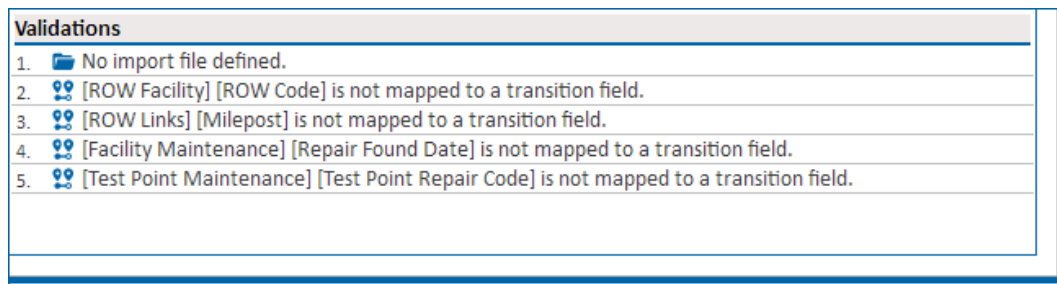 Validations
1. No import file defined.
2. [ROW Facility] [ROW Code] is not mapped to a transition field.
3. [ROW Links] [Milepost] is not mapped to a transition field.
4. [Facility Maintenance] [Repair Found Date] is not mapped to a transition field.
5. [Test Point Maintenance] [Test Point Repair Code] is not mapped to a transition field.